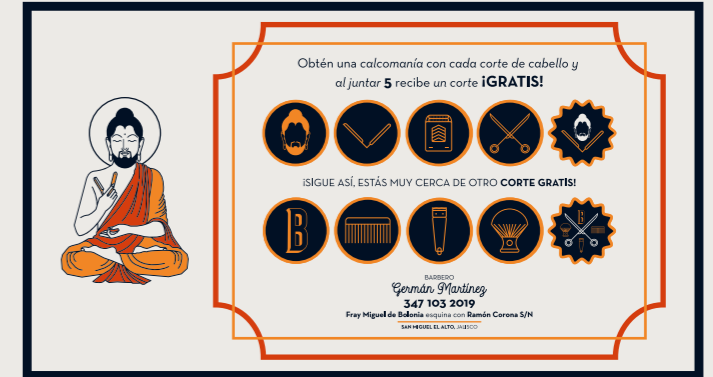 Obtén una calcomanía con cada corte de cabello y
al juntar 5 recibe un corte ¡GRATIS!
¡SIGUE ASÍ, ESTÁS MUY CERCA DE OTRO CORTE GRATIS!
B
B
BARBERO
Germán Martínez
347 103 2019
Fray Miguel de Bolonia esquina con Ramón Corona S/N
SAN MIGUEL EL ALTO, JALISCO